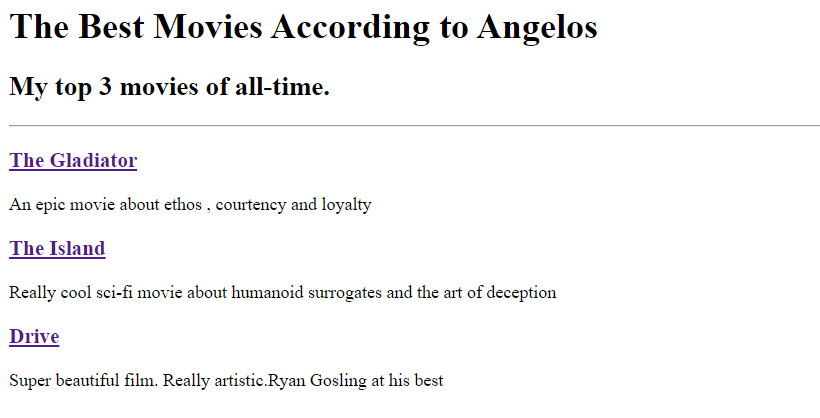 The Best Movies According to Angelos
My top 3 movies of all-time.
The Gladiator
An epic movie about ethos , courtency and loyalty
The Island
Really cool sci-fi movie about humanoid surrogates and the art of deception
Drive
Super beautiful film. Really artistic.Ryan Gosling at his best